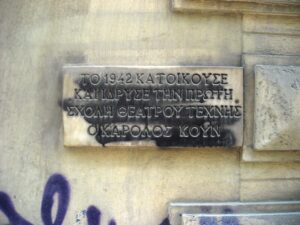 ΤΟ 1942 ΚΑΤΟΙΚΟΥΣΕ
ΚΑΙ ΙΔΡΥΣΕ ΤΗΝ ΠΡΩΤΗ
ΣΧΟΛΗ ΘΕΑΤΡΟΥ ΤΕΧΝΗΣ
Ο ΚΑΡΟΛΟΣ ΚΟΥΝ